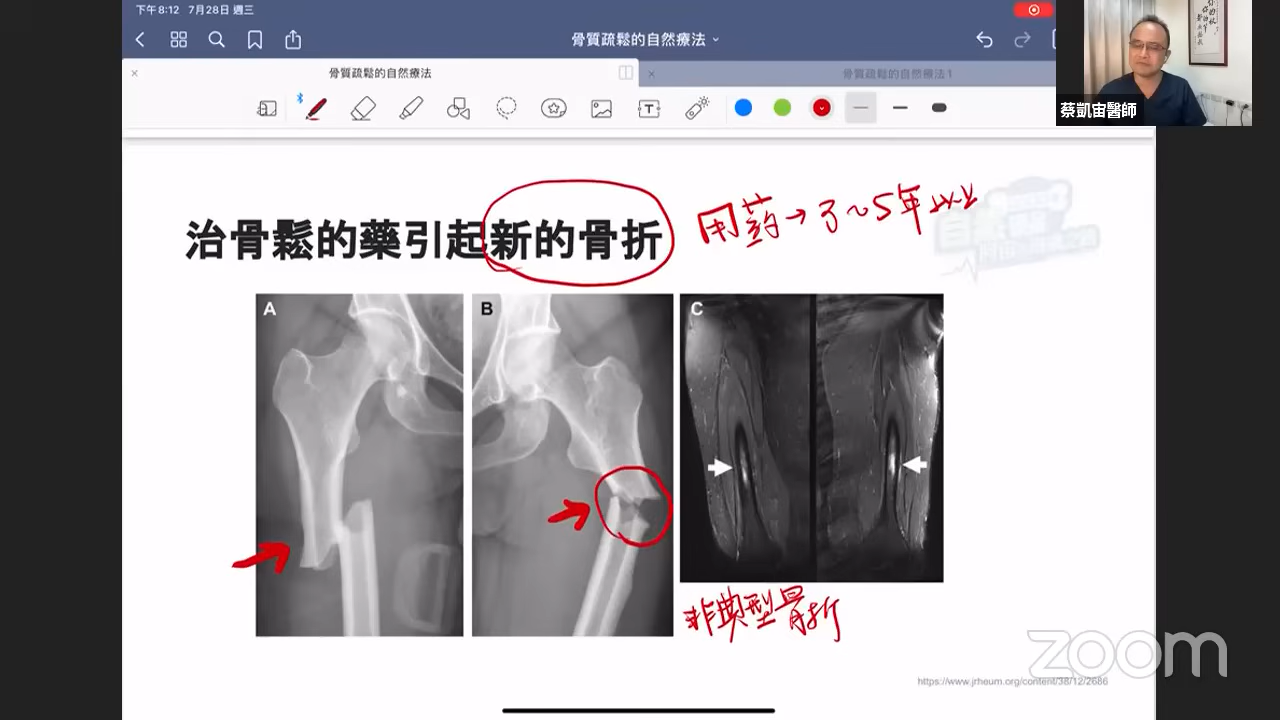 下午8:12 7月28日 週三
骨質疏鬆的自然療法
骨質疏鬆的自然療法
骨質疏鬆的自然療法 1
蔡凱宙醫師
治骨鬆的藥引起新的骨折
用药→3~5年以上
A
B
C
非典型骨折
zoom
https://www.jrheum.org/content/38/12/2686